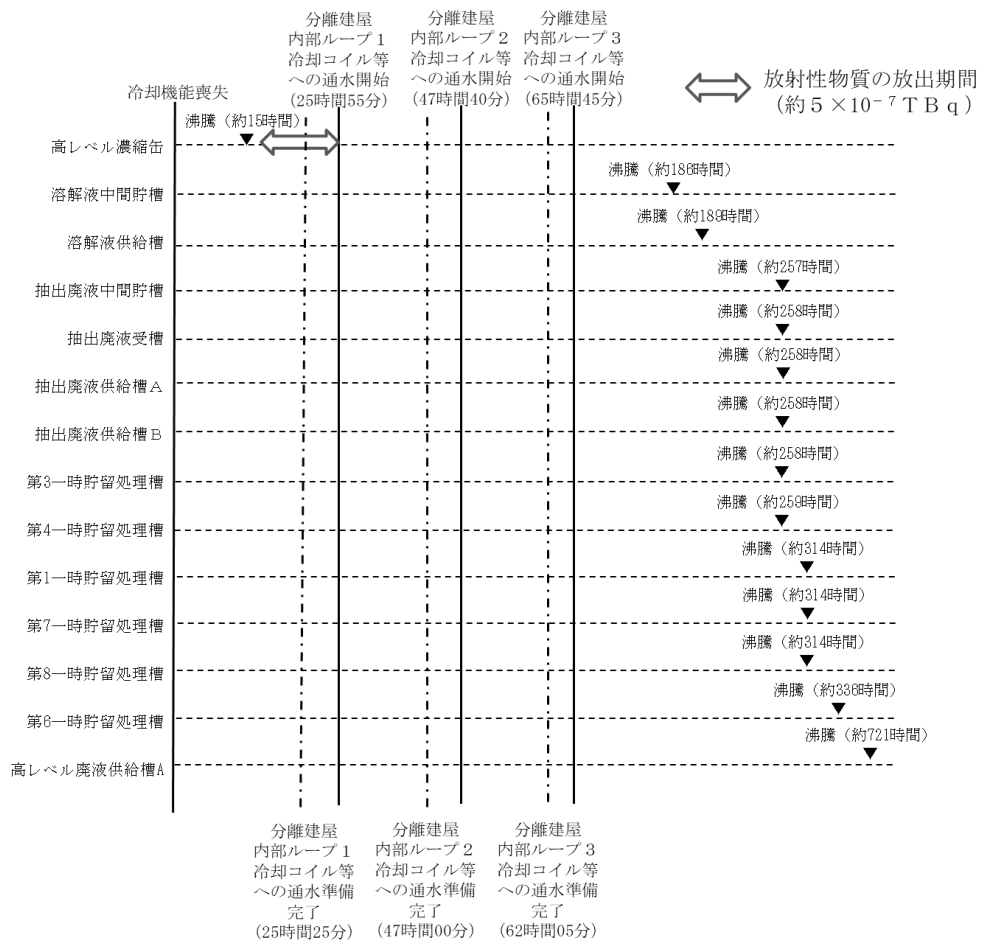 分離建屋
内部ループ１
冷却コイル等
への通水開始
(25時間55分)
分離建屋
内部ループ２
冷却コイル等
への通水開始
(47時間40分)
分離建屋
内部ループ３
冷却コイル等
への通水開始
(65時間45分)
放射性物質の放出期間
（約５×10⁻⁷ＴＢｑ）
冷却機能喪失
沸騰（約15時間）
高レベル濃縮缶
沸騰（約186時間）
溶解液中間貯槽
沸騰（約189時間）
溶解液供給槽
沸騰（約257時間）
抽出廃液中間貯槽
沸騰（約258時間）
抽出廃液受槽
沸騰（約258時間）
抽出廃液供給槽Ａ
沸騰（約258時間）
抽出廃液供給槽Ｂ
沸騰（約258時間）
第3一時貯留処理槽
沸騰（約259時間）
第4一時貯留処理槽
沸騰（約314時間）
第1一時貯留処理槽
沸騰（約314時間）
第7一時貯留処理槽
沸騰（約314時間）
第8一時貯留処理槽
沸騰（約336時間）
第6一時貯留処理槽
沸騰（約721時間）
高レベル廃液供給槽A
分離建屋
内部ループ１
冷却コイル等
への通水準備
完了
(25時間25分)
分離建屋
内部ループ２
冷却コイル等
への通水準備
完了
(47時間00分)
分離建屋
内部ループ３
冷却コイル等
への通水準備
完了
(62時間05分)